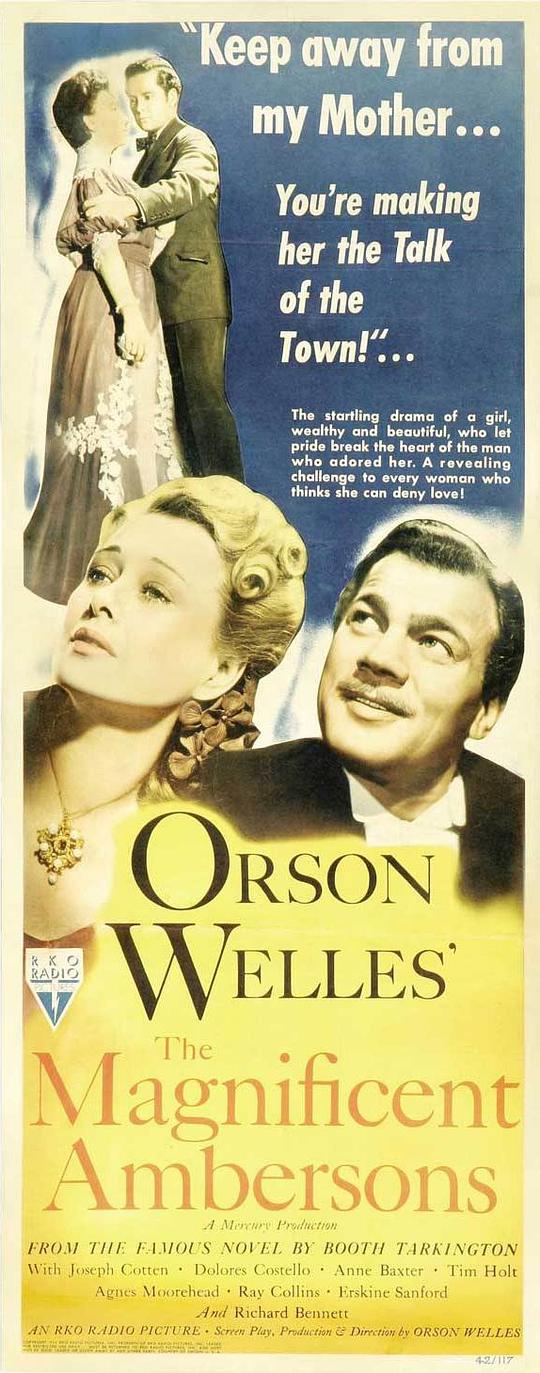 "Keep away from
my Mother...
You're making
her the Talk
of the
Town!"...
The startling drama of a girl,
wealthy and beautiful, who let
pride break the heart of the man
who adored her. A revealing
challenge to every woman who
thinks she can deny love!
ORSON
WELLES'
RKO
RADIO
PICTURES
The
Magnificent
Ambersons
A Mercury Production
FROM THE FAMOUS NOVEL BY BOOTH TARKINGTON
With Joseph Cotten · Dolores Costello · Anne Baxter · Tim Holt
Agnes Moorehead · Ray Collins · Erskine Sanford
And Richard Bennett
AN RKO RADIO PICTURE · Screen Play, Production & Direction by ORSON WELLES
42/117